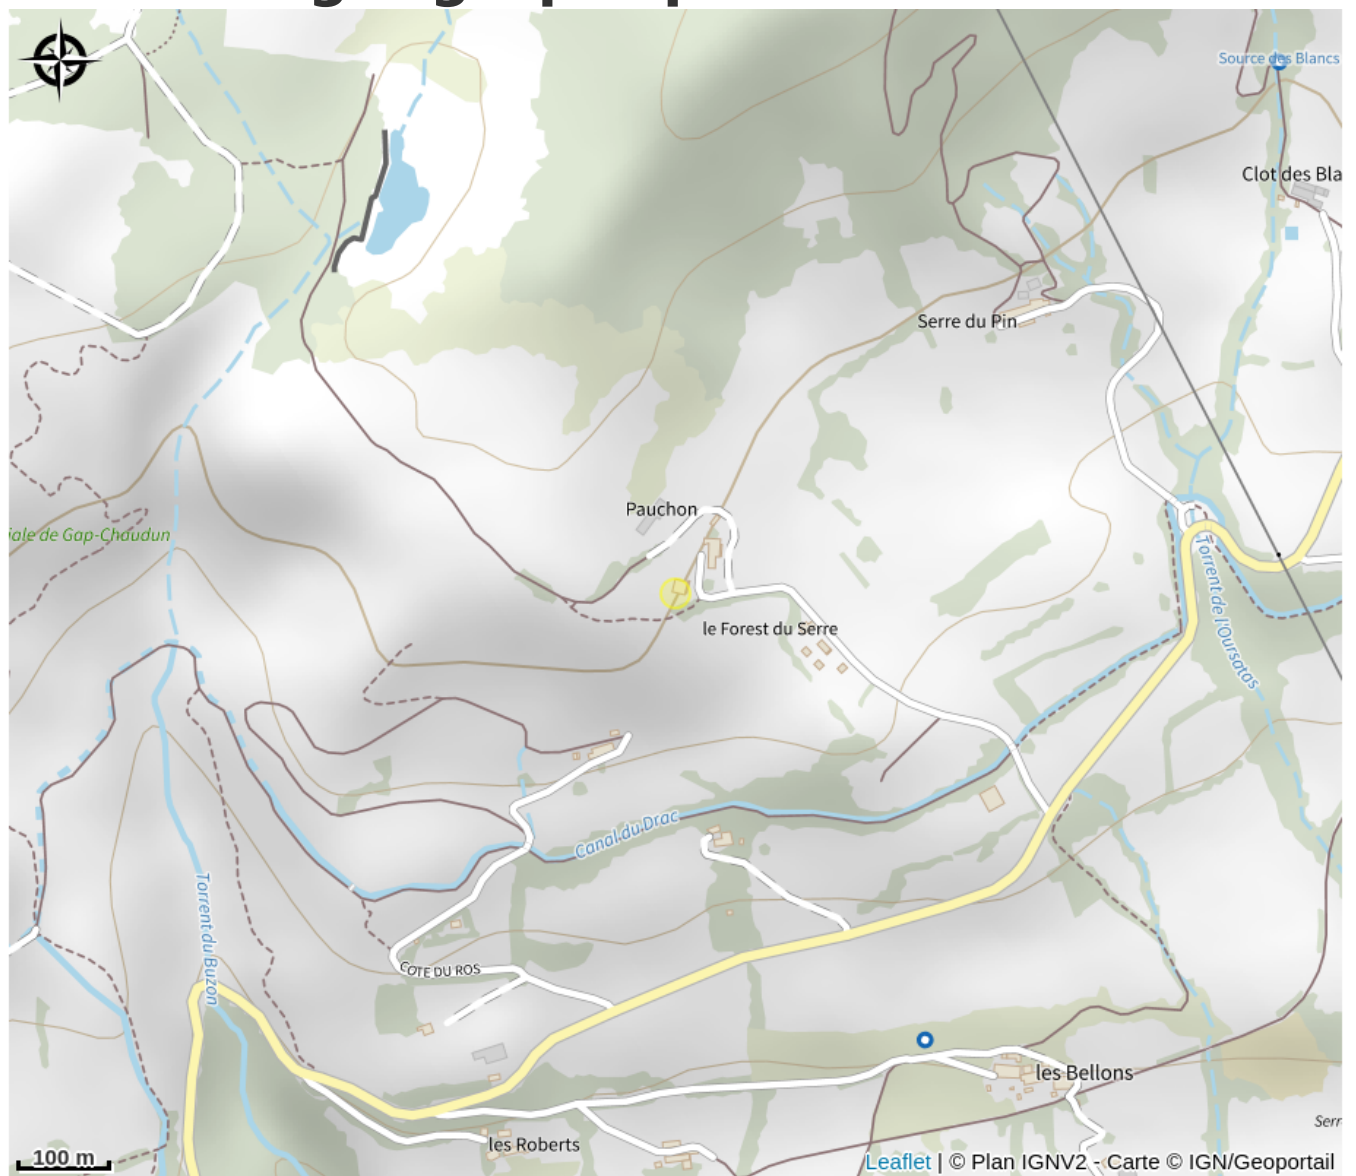 Source des Blancs
Clot des Bla
Serre du Pin
Pauchon
iale de Gap-Chaudun
Torrent de l'Oursatas
le Forest du Serre
Canal du Drac
Torrent du Buzon
COTE DU ROS
les Bellons
Serr
les Roberts
100 m
Leaflet | © Plan IGNV2 - Carte © IGN/Geoportail